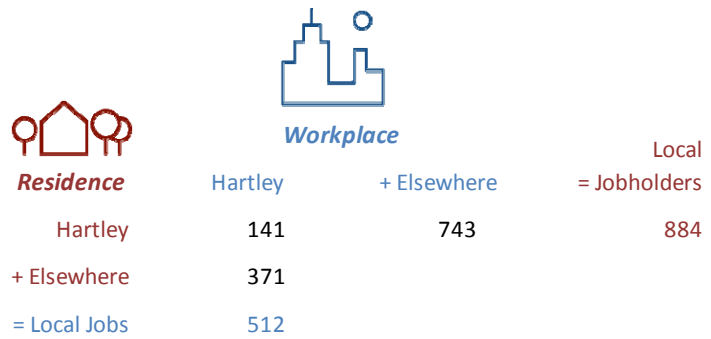 Workplace
Local
Residence Hartley + Elsewhere = Jobholders
Hartley 141 743 884
+ Elsewhere 371
= Local Jobs 512